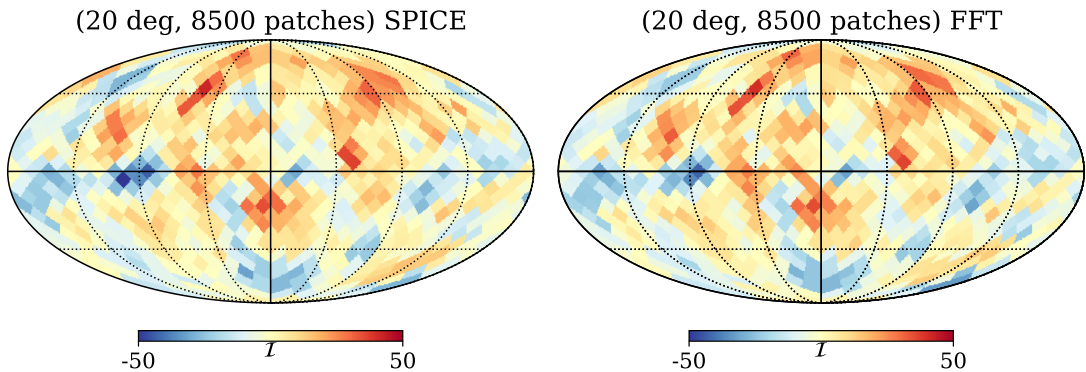 (20 deg, 8500 patches) SPICE
(20 deg, 8500 patches) FFT
-50 I 50
-50 I 50